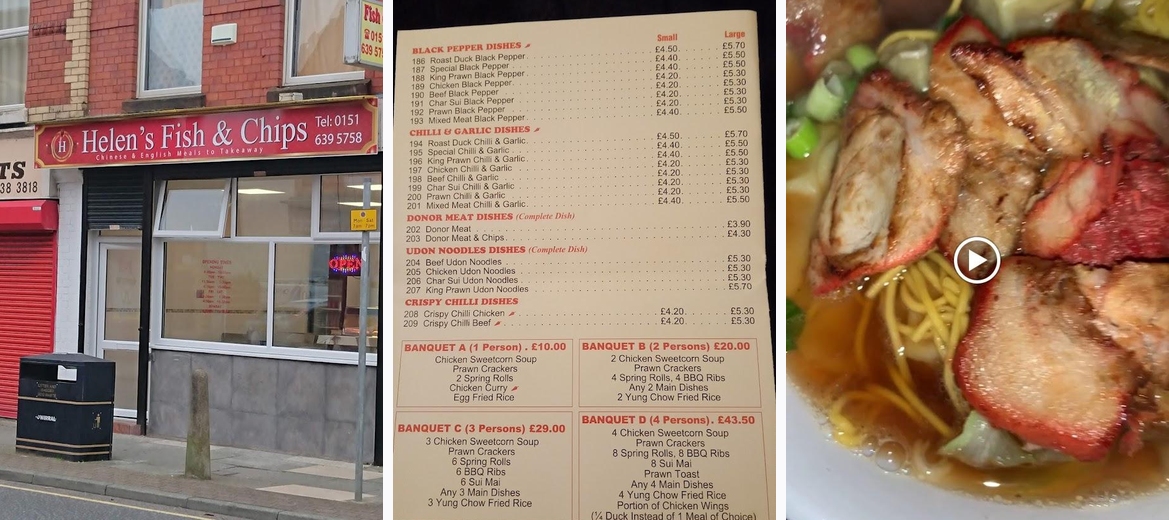 Fish
☎ 0151
639 57
Helen's Fish & Chips
Tel: 0151
639 5758
Chinese & English Meals to Takeaway
H
TS
38 3818
OPEN
Small Large
BLACK PEPPER DISHES
186 Roast Duck Black Pepper £4.50 £5.70
187 Special Black Pepper £4.40 £5.50
188 King Prawn Black Pepper £4.40 £5.50
189 Chicken Black Pepper £4.20 £5.30
190 Beef Black Pepper £4.20 £5.30
191 Char Sui Black Pepper £4.20 £5.30
192 Prawn Black Pepper £4.20 £5.30
193 Mixed Meat Black Pepper £4.40 £5.50
CHILLI & GARLIC DISHES
194 Roast Duck Chilli & Garlic £4.50 £5.70
195 Special Chilli & Garlic £4.40 £5.50
196 King Prawn Chilli & Garlic £4.40 £5.50
197 Chicken Chilli & Garlic £4.20 £5.30
198 Beef Chilli & Garlic £4.20 £5.30
199 Char Sui Chilli & Garlic £4.20 £5.30
200 Prawn Chilli & Garlic £4.20 £5.30
201 Mixed Meat Chilli & Garlic £4.40 £5.50
DONOR MEAT DISHES (Complete Dish)
202 Donor Meat £3.90
203 Donor Meat & Chips £4.30
UDON NOODLES DISHES (Complete Dish)
204 Beef Udon Noodles £5.30
205 Chicken Udon Noodles £5.30
206 Char Sui Udon Noodles £5.30
207 King Prawn Udon Noodles £5.70
CRISPY CHILLI DISHES
208 Crispy Chilli Chicken £4.20 £5.30
209 Crispy Chilli Beef £4.20 £5.30
BANQUET A (1 Person) . £10.00
Chicken Sweetcorn Soup
Prawn Crackers
2 Spring Rolls
Chicken Curry
Egg Fried Rice
BANQUET B (2 Persons) £20.00
2 Chicken Sweetcorn Soup
Prawn Crackers
4 Spring Rolls, 4 BBQ Ribs
Any 2 Main Dishes
2 Yung Chow Fried Rice
BANQUET C (3 Persons) £29.00
3 Chicken Sweetcorn Soup
Prawn Crackers
6 Spring Rolls
6 BBQ Ribs
6 Sui Mai
Any 3 Main Dishes
3 Yung Chow Fried Rice
BANQUET D (4 Persons) £43.50
4 Chicken Sweetcorn Soup
Prawn Crackers
8 Spring Rolls, 8 BBQ Ribs
8 Sui Mai
Prawn Toast
Any 4 Main Dishes
4 Yung Chow Fried Rice
Portion of Chicken Wings
(¼ Duck Instead of 1 Meal of Choice)